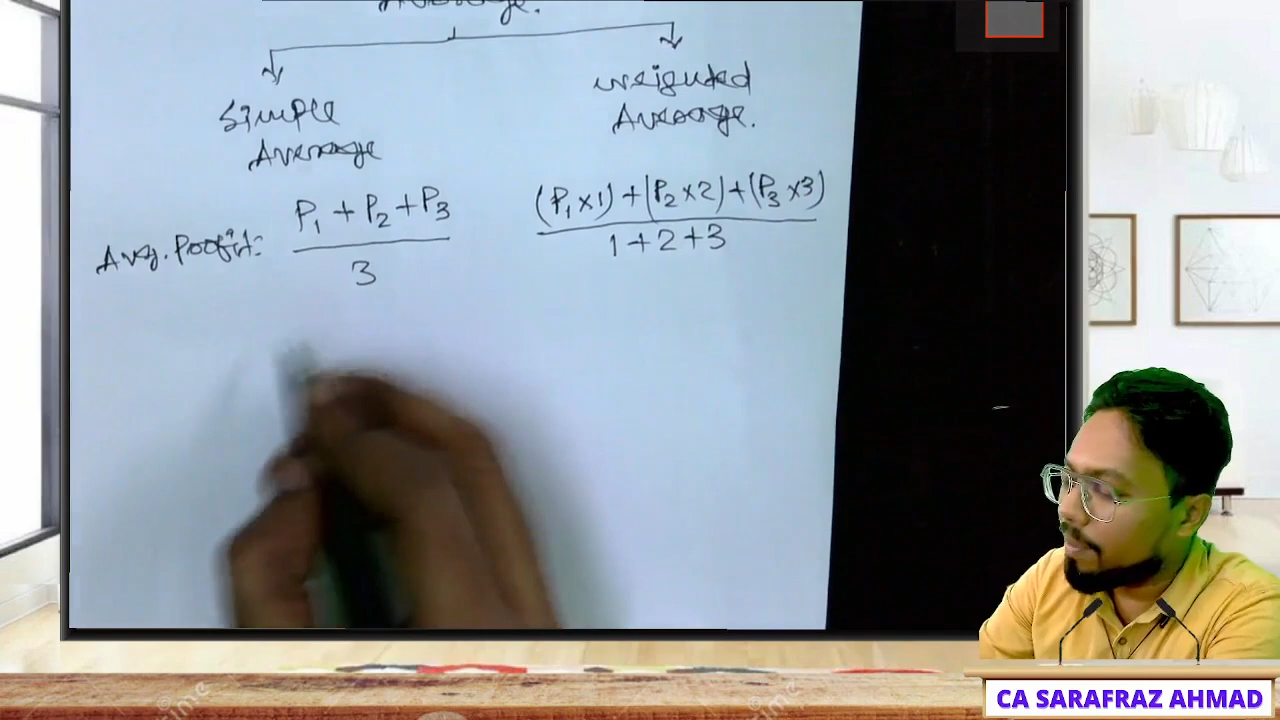 Average.
Simple
Average
weighted
Average.
Avg. Profit:
P₁ + P₂ + P₃
3
(P₁ × 1) + (P₂ × 2) + (P₃ × 3)
1 + 2 + 3
CA SARAFRAZ AHMAD